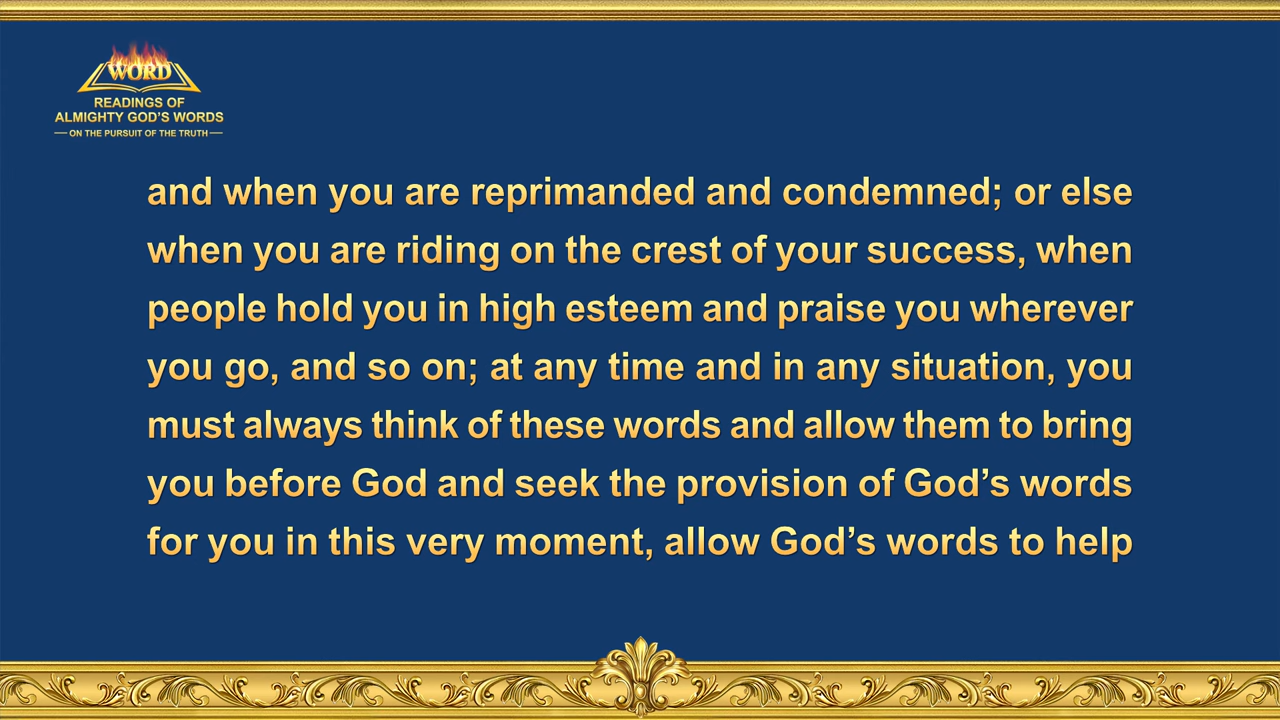 WORD
READINGS OF
ALMIGHTY GOD'S WORDS
— ON THE PURSUIT OF THE TRUTH —
and when you are reprimanded and condemned; or else
when you are riding on the crest of your success, when
people hold you in high esteem and praise you wherever
you go, and so on; at any time and in any situation, you
must always think of these words and allow them to bring
you before God and seek the provision of God’s words
for you in this very moment, allow God’s words to help